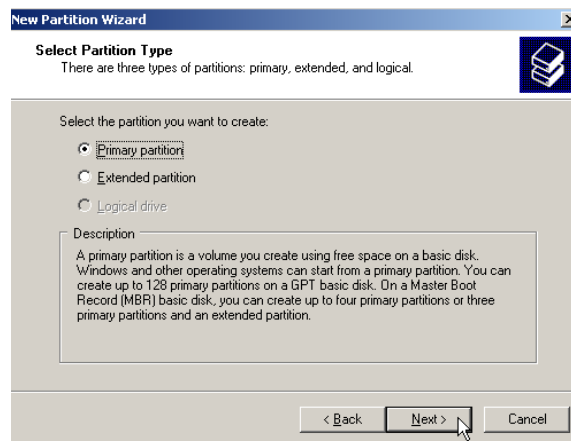 New Partition Wizard
Select Partition Type
There are three types of partitions: primary, extended, and logical.
Select the partition you want to create:
Primary partition
Extended partition
Logical drive
Description
A primary partition is a volume you create using free space on a basic disk.
Windows and other operating systems can start from a primary partition. You can
create up to 128 primary partitions on a GPT basic disk. On a Master Boot
Record (MBR) basic disk, you can create up to four primary partitions or three
primary partitions and an extended partition.
< Back Next > Cancel